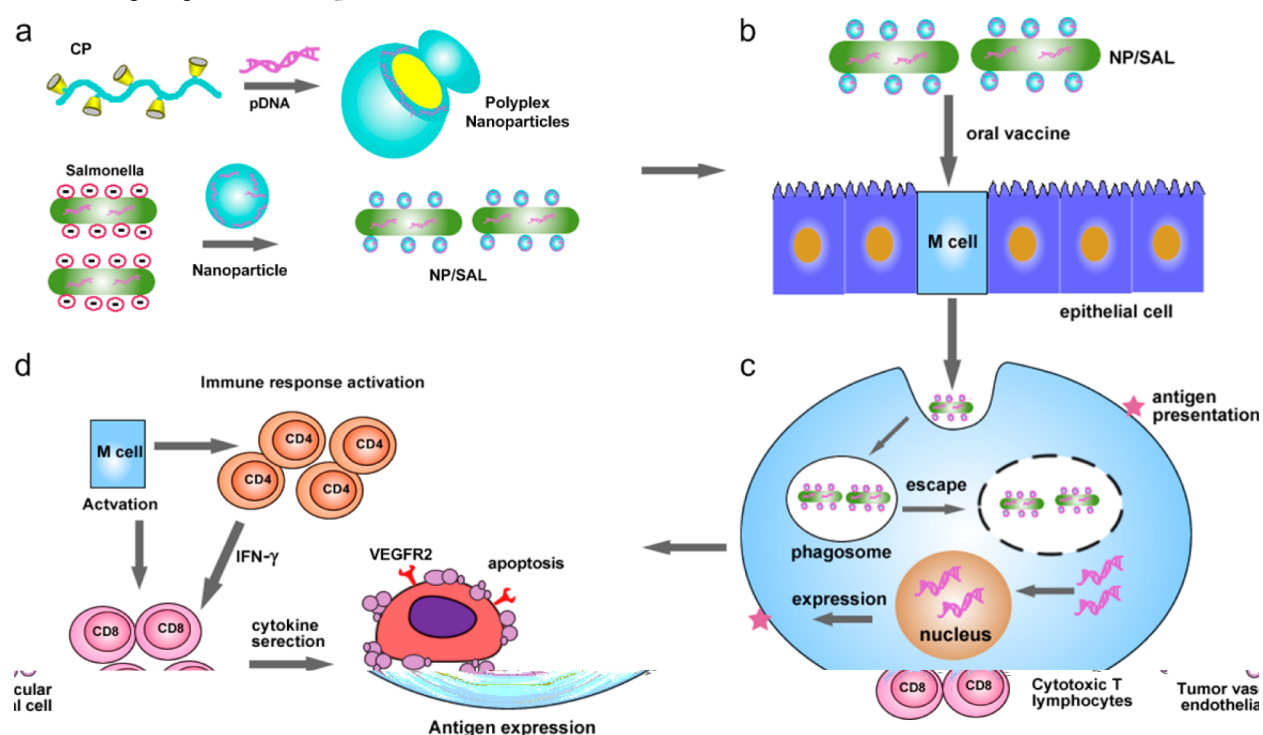 a
CP
pDNA
Polyplex
Nanoparticles
Salmonella
Nanoparticle
NP/SAL
b
NP/SAL
oral vaccine
M cell
epithelial cell
c
antigen
presentation
escape
phagosome
expression
nucleus
d
Immune response activation
M cell
Actvation
CD4
CD4
CD4
CD4
IFN-γ
VEGFR2
apoptosis
CD8
CD8
cytokine
serection
cular
l cell
Antigen expression
CD8
CD8
Cytotoxic T
lymphocytes
Tumor vas
endothelia